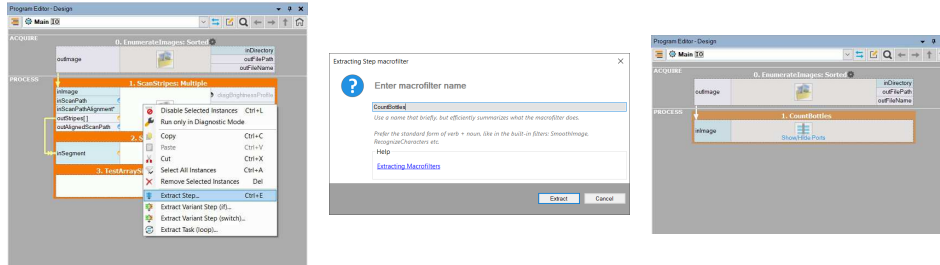 Program Editor - Design
Main IO
ACQUIRE
0. EnumerateImages: Sorted
outImage
inDirectory
outFilePath
outFileName
PROCESS
1. ScanStripes: Multiple
inImage
inScanPath
inScanPathAlignment*
outStripes[ ]
outAlignedScanPath
diagBrightnessProfile
2. S
inSegment
3. TestArrayS
Disable Selected Instances Ctrl+L
Run only in Diagnostic Mode
Copy Ctrl+C
Paste Ctrl+V
Cut Ctrl+X
Select All Instances Ctrl+A
Remove Selected Instances Del
Extract Step... Ctrl+E
Extract Variant Step (if)...
Extract Variant Step (switch)...
Extract Task (loop)...
Extracting Step macrofilter
Enter macrofilter name
CountBottles
Use a name that briefly, but efficiently summarizes what the macrofilter does.
Prefer the standard form of verb + noun, like in the built-in filters: SmoothImage,
RecognizeCharacters etc.
Help
Extracting Macrofilters
Extract
Cancel
Program Editor - Design
Main IO
ACQUIRE
0. EnumerateImages: Sorted
outImage
inDirectory
outFilePath
outFileName
PROCESS
1. CountBottles
inImage
Show/Hide Ports